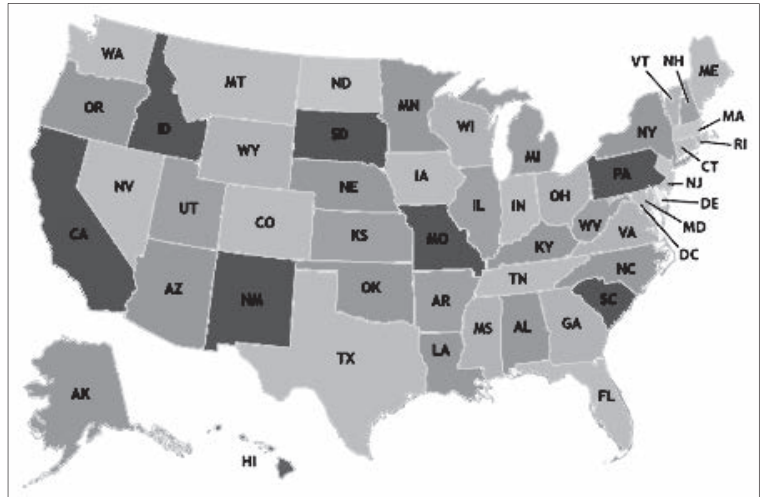 WA
MT
ND
MN
VT
NH
ME
OR
ID
SD
WI
NY
MA
WY
MI
RI
IA
PA
CT
NV
NE
NJ
UT
CO
IL
IN
OH
DE
CA
KS
MO
WV
VA
MD
KY
DC
AZ
NM
OK
AR
TN
NC
SC
MS
AL
GA
TX
LA
AK
FL
HI